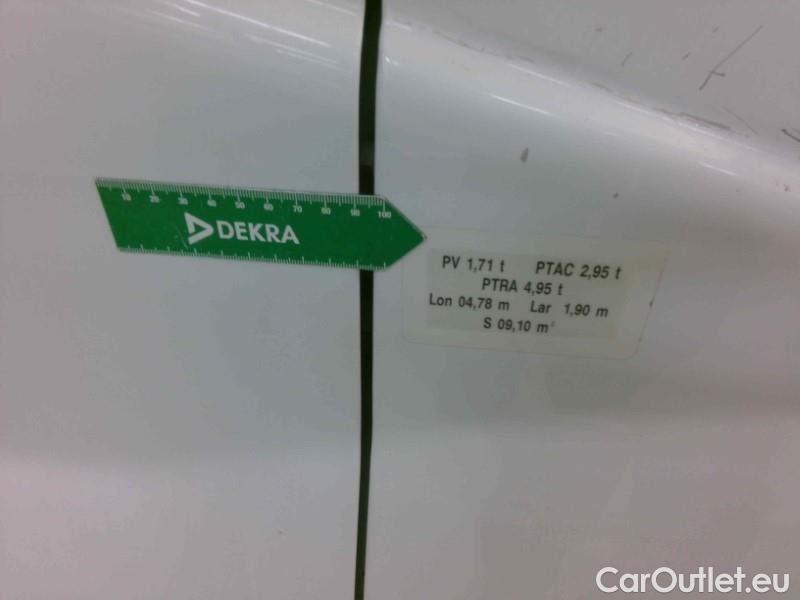 10 20 30 40 50 60 70 80 90 100
DEKRA
PV 1,71 t PTAC 2,95 t
PTRA 4,95 t
Lon 04,78 m Lar 1,90 m
S 09,10 m²
CarOutlet.eu